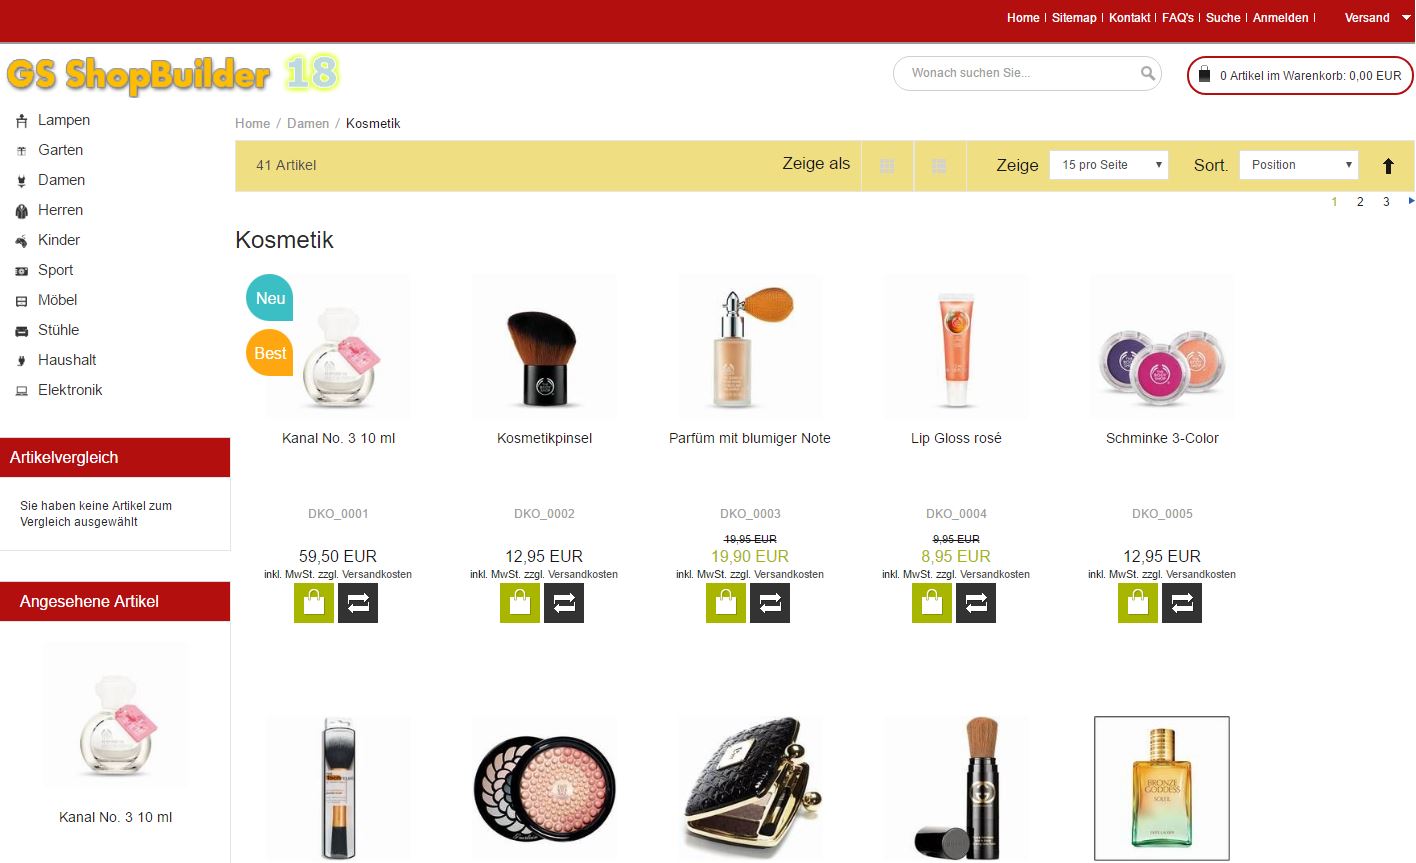 Home | Sitemap | Kontakt | FAQ's | Suche | Anmelden | Versand
GS ShopBuilder 18
Wonach suchen Sie...
0 Artikel im Warenkorb: 0,00 EUR
Lampen
Garten
Damen
Herren
Kinder
Sport
Möbel
Stühle
Haushalt
Elektronik
Artikelvergleich
Sie haben keine Artikel zum
Vergleich ausgewählt
Angesehene Artikel
Kanal No. 3 10 ml
Home / Damen / Kosmetik
41 Artikel Zeige als Zeige 15 pro Seite Sort. Position
1 2 3
Kosmetik
Neu
Best
Kanal No. 3 10 ml
DKO_0001
59,50 EUR
inkl. MwSt. zzgl. Versandkosten
Kosmetikpinsel
DKO_0002
12,95 EUR
inkl. MwSt. zzgl. Versandkosten
Parfüm mit blumiger Note
DKO_0003
19,95 EUR
19,90 EUR
inkl. MwSt. zzgl. Versandkosten
Lip Gloss rosé
DKO_0004
9,95 EUR
8,95 EUR
inkl. MwSt. zzgl. Versandkosten
Schminke 3-Color
DKO_0005
12,95 EUR
inkl. MwSt. zzgl. Versandkosten
BRONZE
GODDESS
SOLEIL
ESTĒE LAUDER